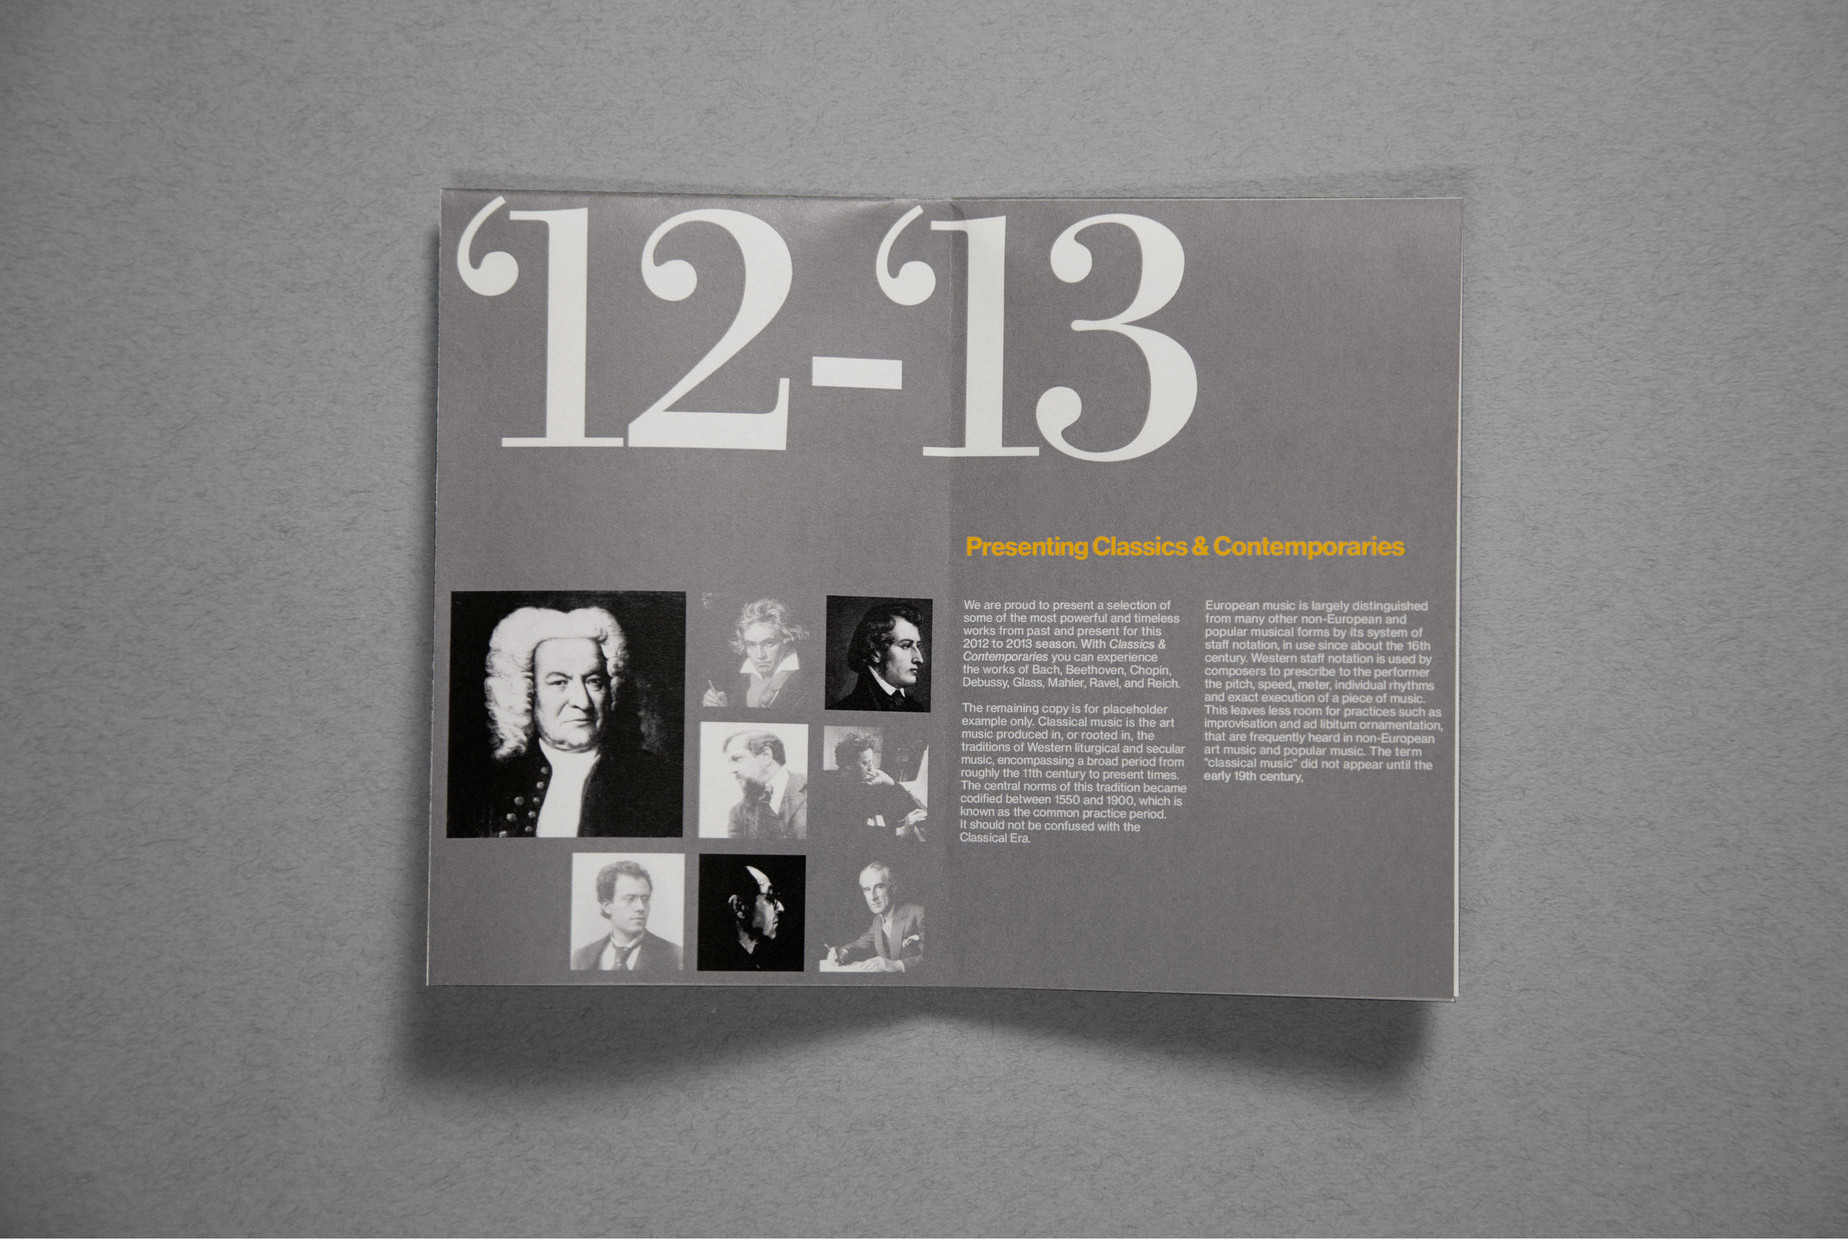 ‘12-‘13
Presenting Classics & Contemporaries
We are proud to present a selection of
some of the most powerful and timeless
works from past and present for this
2012 to 2013 season. With Classics &
Contemporaries you can experience
the works of Bach, Beethoven, Chopin,
Debussy, Glass, Mahler, Ravel, and Reich.
The remaining copy is for placeholder
example only. Classical music is the art
music produced in, or rooted in, the
traditions of Western liturgical and secular
music, encompassing a broad period from
roughly the 11th century to present times.
The central norms of this tradition became
codified between 1550 and 1900, which is
known as the common practice period.
It should not be confused with the
Classical Era.
European music is largely distinguished
from many other non-European and
popular musical forms by its system of
staff notation, in use since about the 16th
century. Western staff notation is used by
composers to prescribe to the performer
the pitch, speed, meter, individual rhythms
and exact execution of a piece of music.
This leaves less room for practices such as
improvisation and ad libitum ornamentation,
that are frequently heard in non-European
art music and popular music. The term
"classical music" did not appear until the
early 19th century,